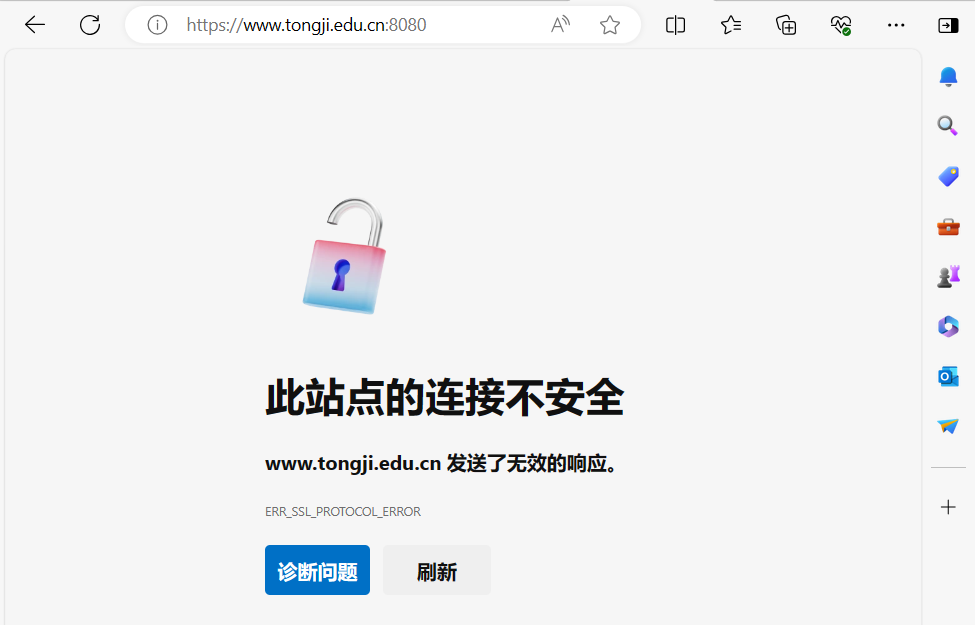 https://www.tongji.edu.cn:8080
此站点的连接不安全
www.tongji.edu.cn 发送了无效的响应。
ERR_SSL_PROTOCOL_ERROR
诊断问题
刷新